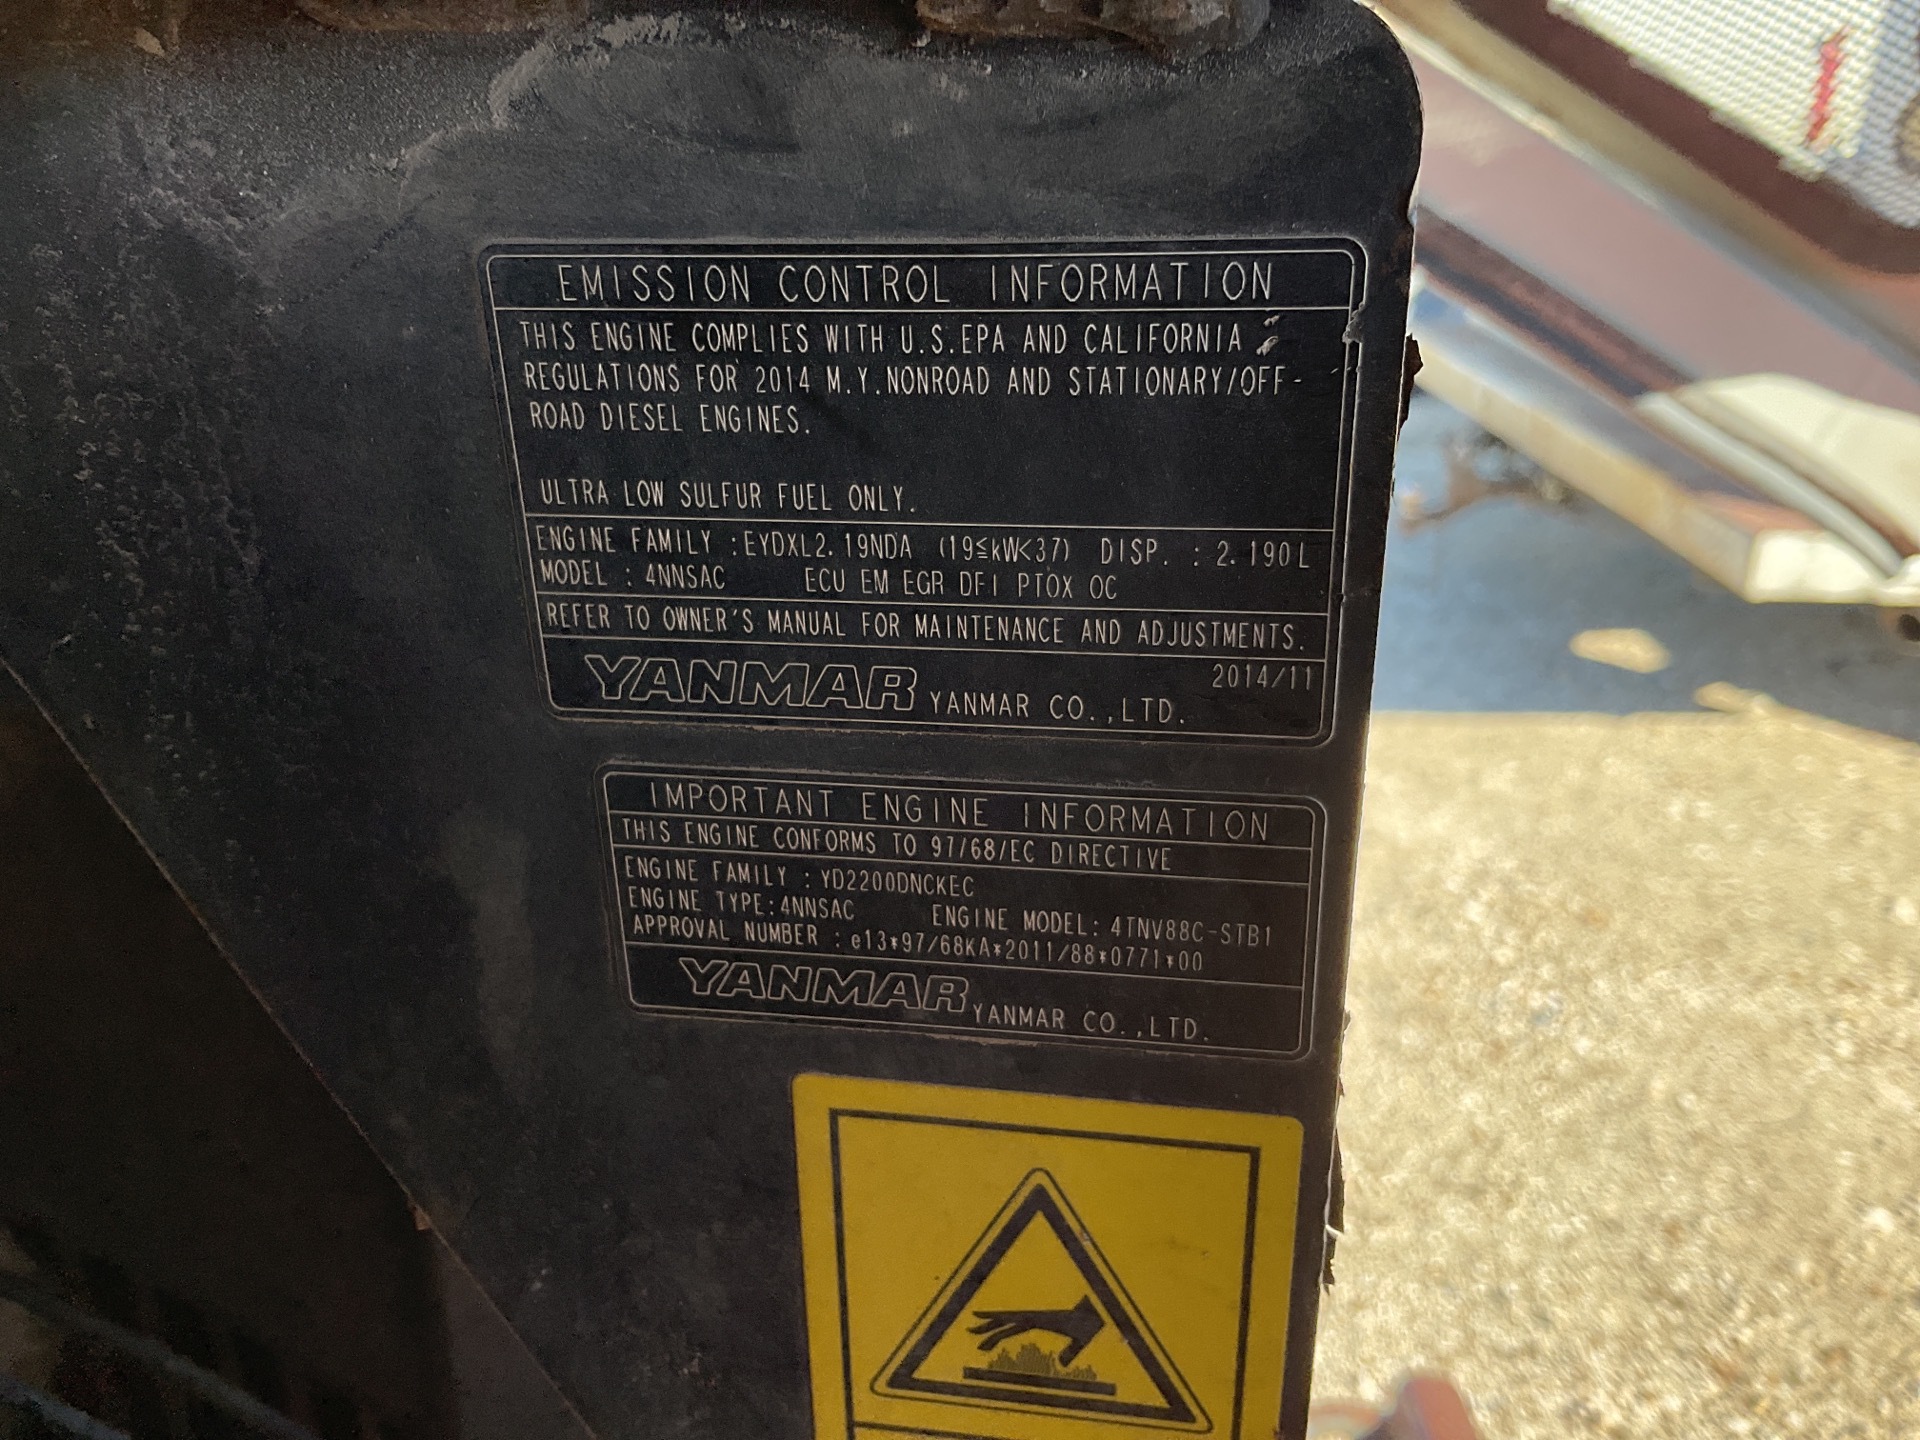 EMISSION CONTROL INFORMATION
THIS ENGINE COMPLIES WITH U.S.EPA AND CALIFORNIA
REGULATIONS FOR 2014 M.Y.NONROAD AND STATIONARY/OFF-
ROAD DIESEL ENGINES.
ULTRA LOW SULFUR FUEL ONLY.
ENGINE FAMILY :EYDXL2.19NDA (19≦kW<37) DISP. : 2.190L
MODEL : 4NNSAC ECU EM EGR DFI PTOX OC
REFER TO OWNER'S MANUAL FOR MAINTENANCE AND ADJUSTMENTS.
2014/11
YANMAR YANMAR CO.,LTD.
IMPORTANT ENGINE INFORMATION
THIS ENGINE CONFORMS TO 97/68/EC DIRECTIVE
ENGINE FAMILY : YD2200DNCKEC
ENGINE TYPE:4NNSAC ENGINE MODEL: 4TNV88C-STB1
APPROVAL NUMBER : e13*97/68KA*2011/88*0771*00
YANMAR YANMAR CO.,LTD.